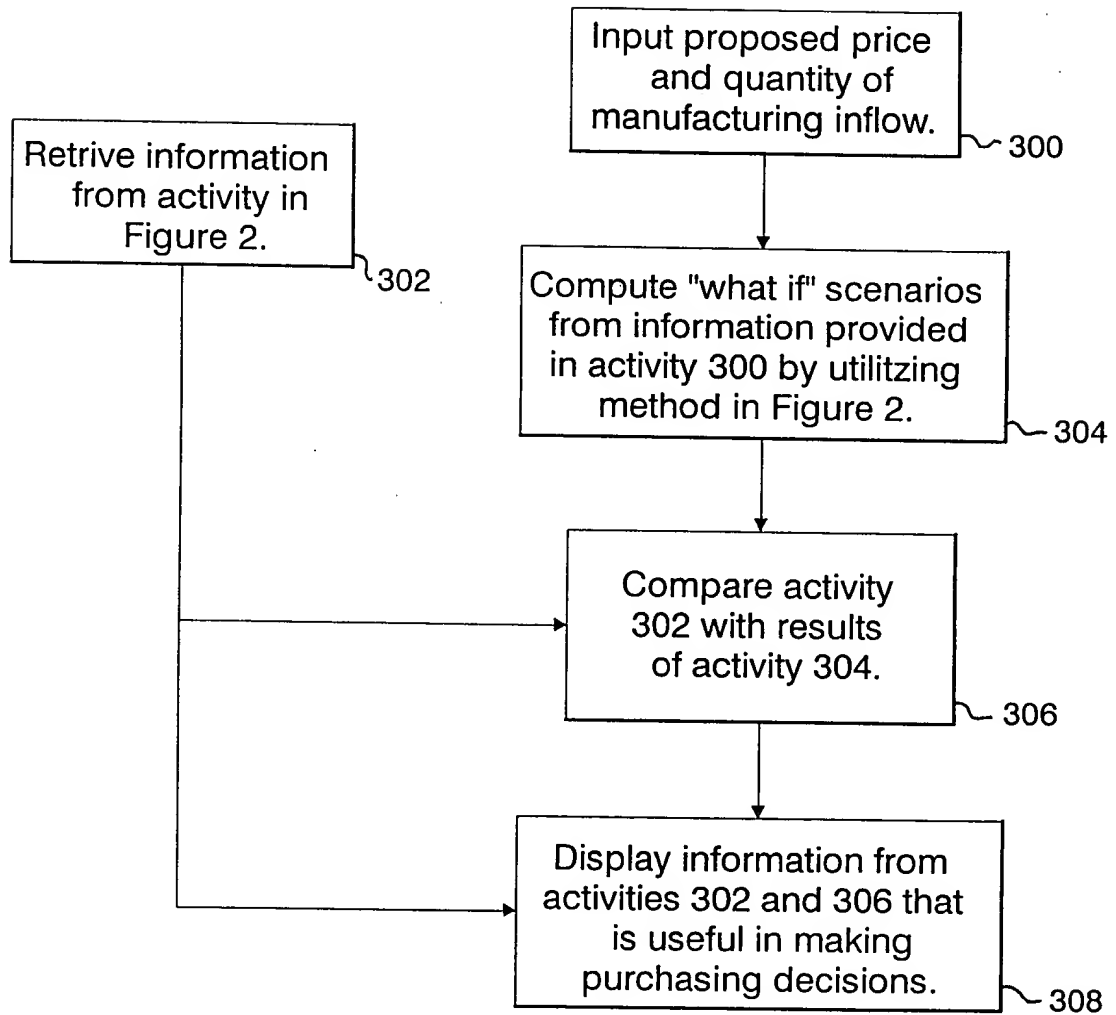 Input proposed price
and quantity of
manufacturing inflow.
300
Retrive information
from activity in
Figure 2.
302
Compute "what if" scenarios
from information provided
in activity 300 by utilitzing
method in Figure 2.
304
Compare activity
302 with results
of activity 304.
306
Display information from
activities 302 and 306 that
is useful in making
purchasing decisions.
308